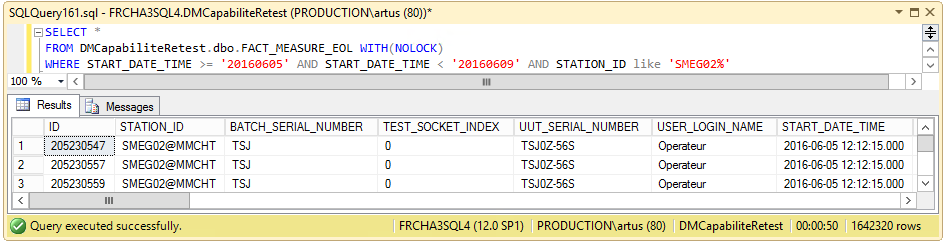 SQLQuery161.sql - FRCHA3SQL4.DMCapabiliteRetest (PRODUCTION\artus (80))*
SELECT *
FROM DMCapabiliteRetest.dbo.FACT_MEASURE_EOL WITH(NOLOCK)
WHERE START_DATE_TIME >= '20160605' AND START_DATE_TIME < '20160609' AND STATION_ID like 'SMEG02%'
100 %
Results Messages
ID STATION_ID BATCH_SERIAL_NUMBER TEST_SOCKET_INDEX UUT_SERIAL_NUMBER USER_LOGIN_NAME START_DATE_TIME
1 205230547 SMEG02@MMCHT TSJ 0 TSJ0Z-56S Operateur 2016-06-05 12:12:15.000
2 205230557 SMEG02@MMCHT TSJ 0 TSJ0Z-56S Operateur 2016-06-05 12:12:15.000
3 205230559 SMEG02@MMCHT TSJ 0 TSJ0Z-56S Operateur 2016-06-05 12:12:15.000
Query executed successfully. FRCHA3SQL4 (12.0 SP1) PRODUCTION\artus (80) DMCapabiliteRetest 00:00:50 1642320 rows